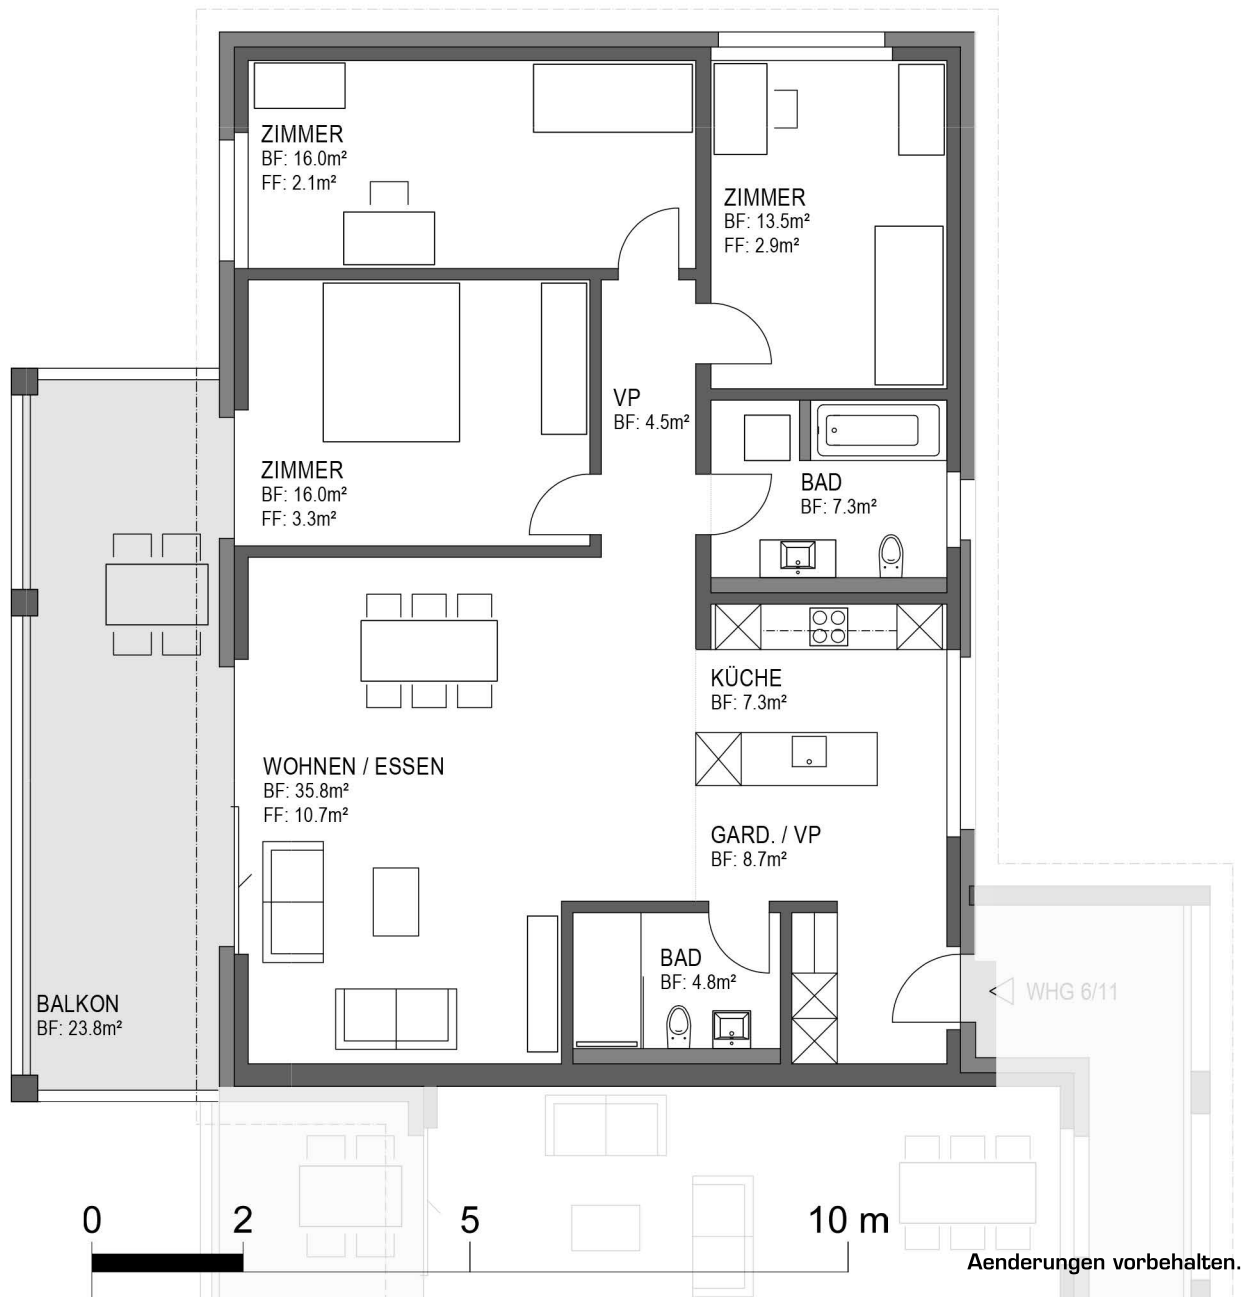 ZIMMER
BF: 16.0m²
FF: 2.1m²
ZIMMER
BF: 13.5m²
FF: 2.9m²
VP
BF: 4.5m²
ZIMMER
BF: 16.0m²
FF: 3.3m²
BAD
BF: 7.3m²
KÜCHE
BF: 7.3m²
WOHNEN / ESSEN
BF: 35.8m²
FF: 10.7m²
GARD. / VP
BF: 8.7m²
BAD
BF: 4.8m²
BALKON
BF: 23.8m²
WHG 6/11
0 2 5 10 m
Aenderungen vorbehalten.